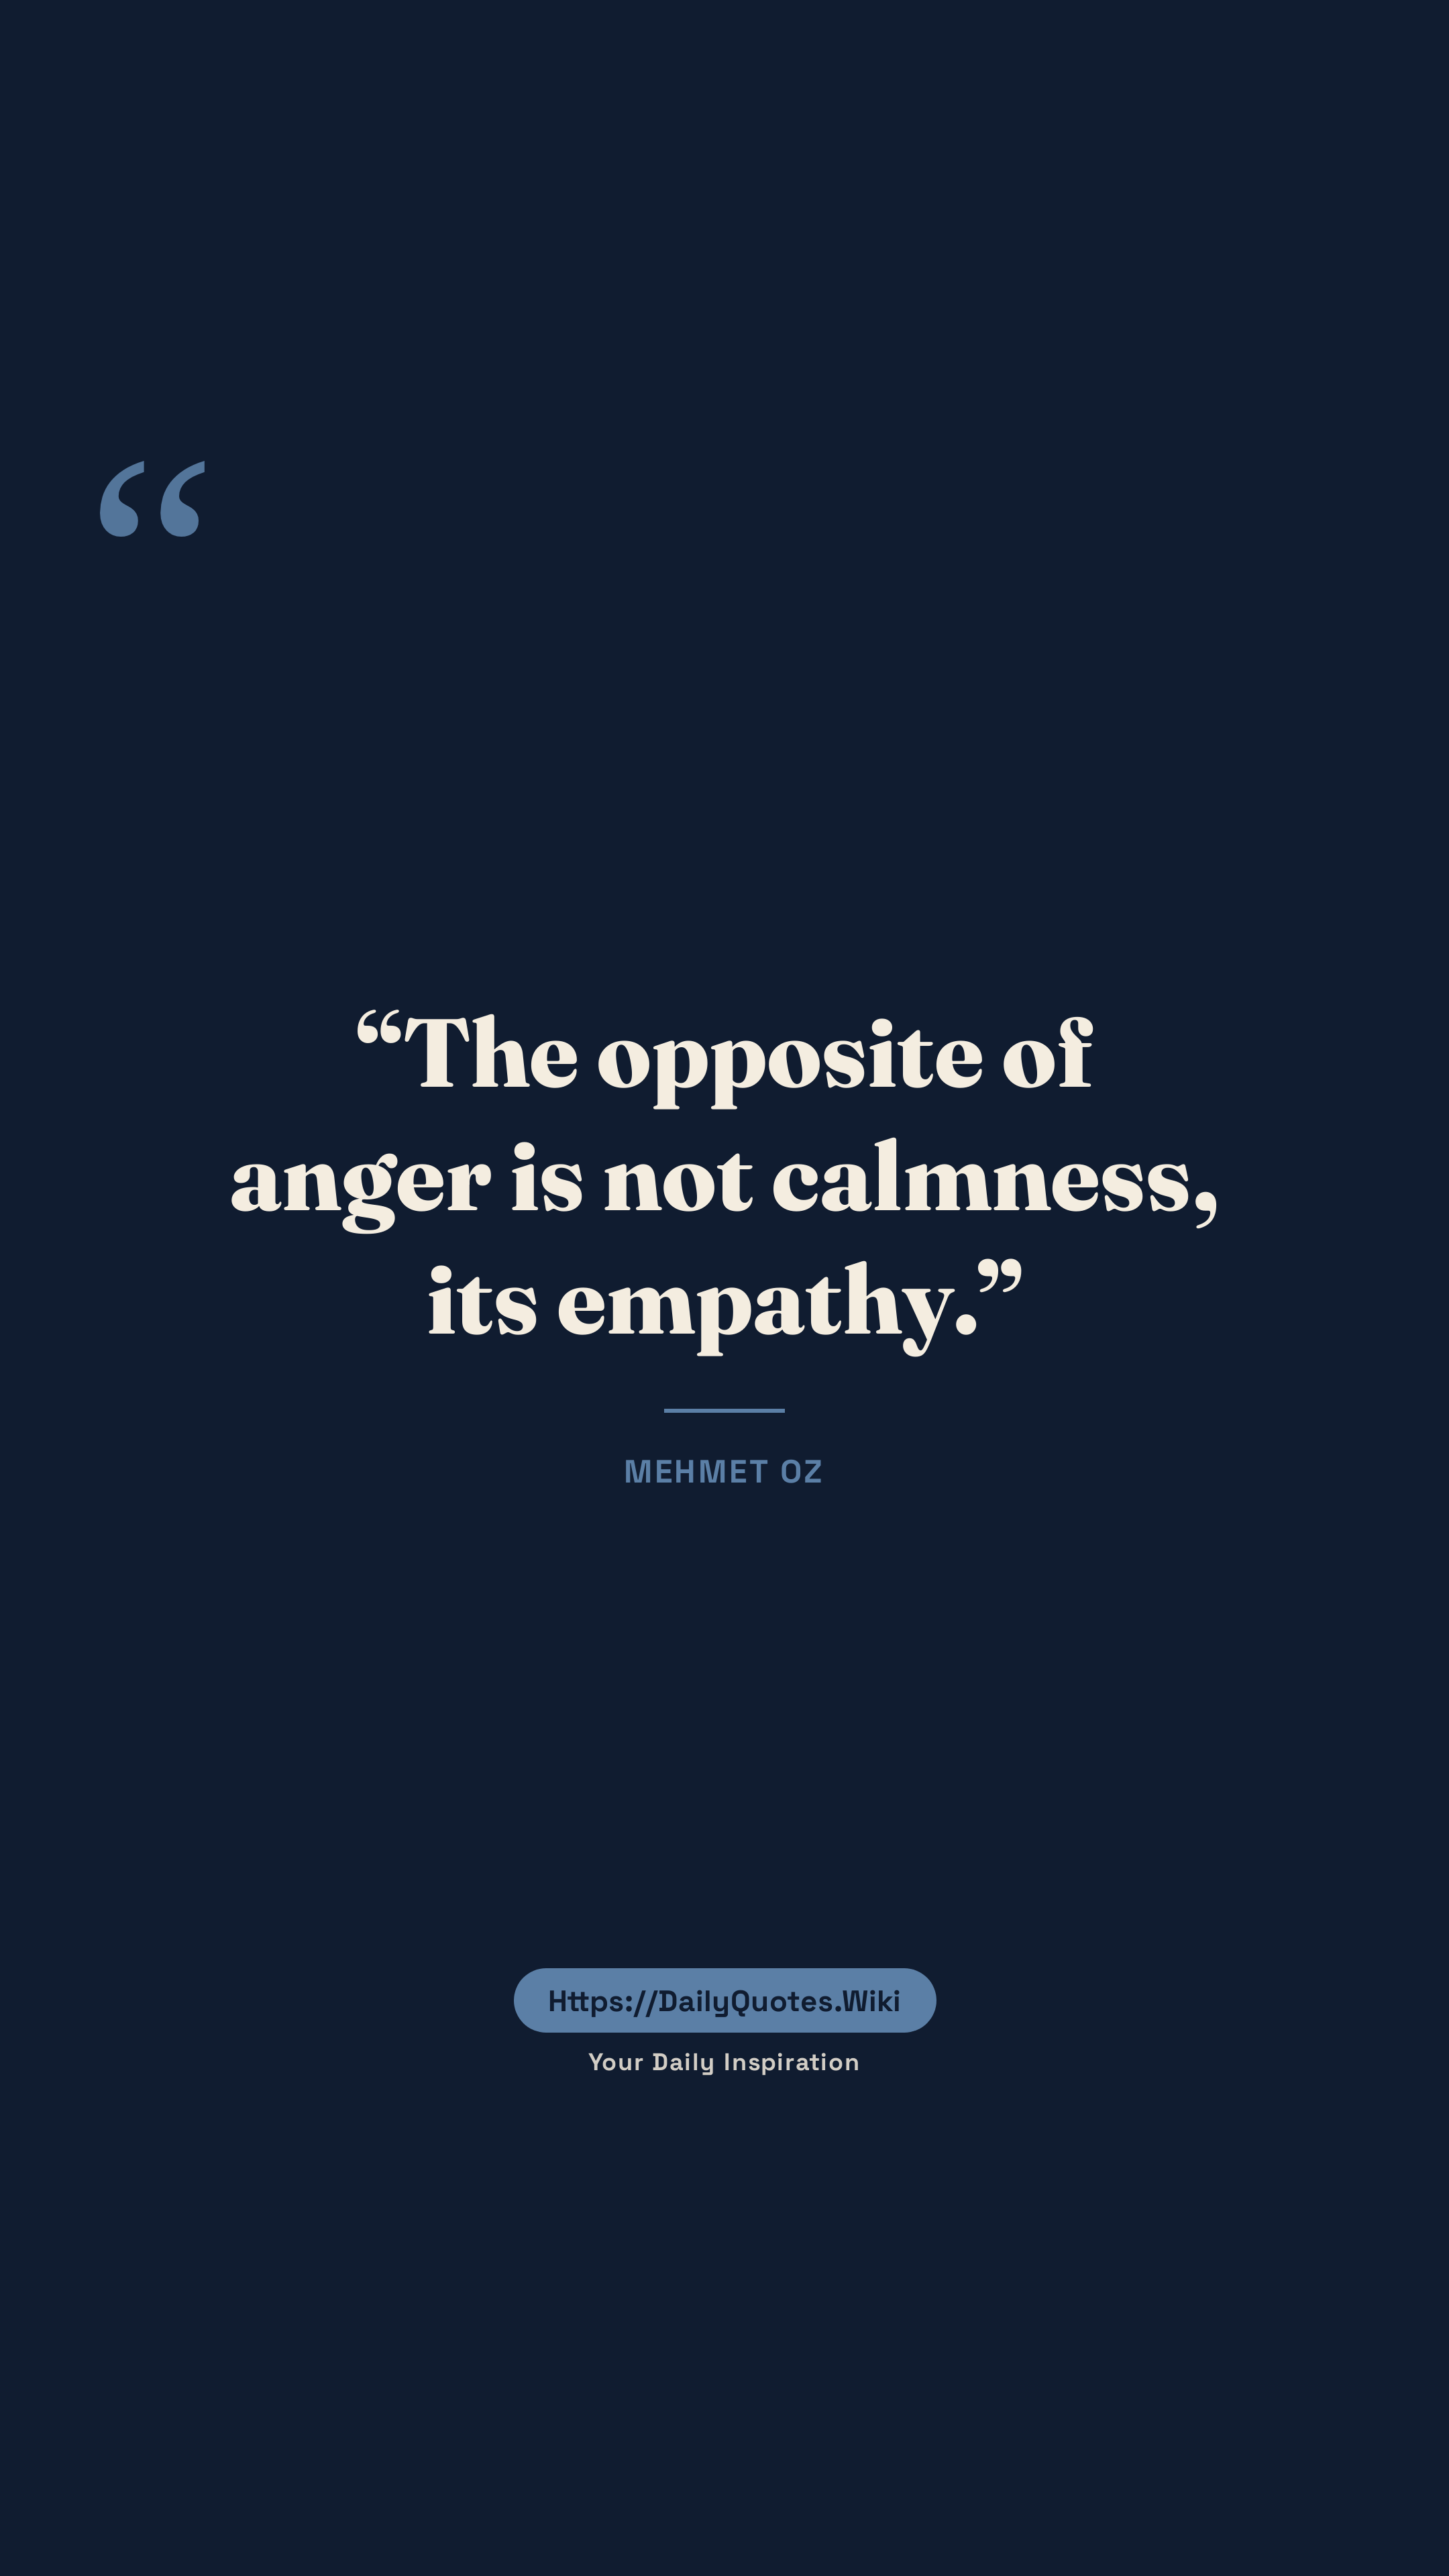 “
“The opposite of
anger is not calmness,
its empathy.”
MEHMET OZ
Https://DailyQuotes.Wiki
Your Daily Inspiration